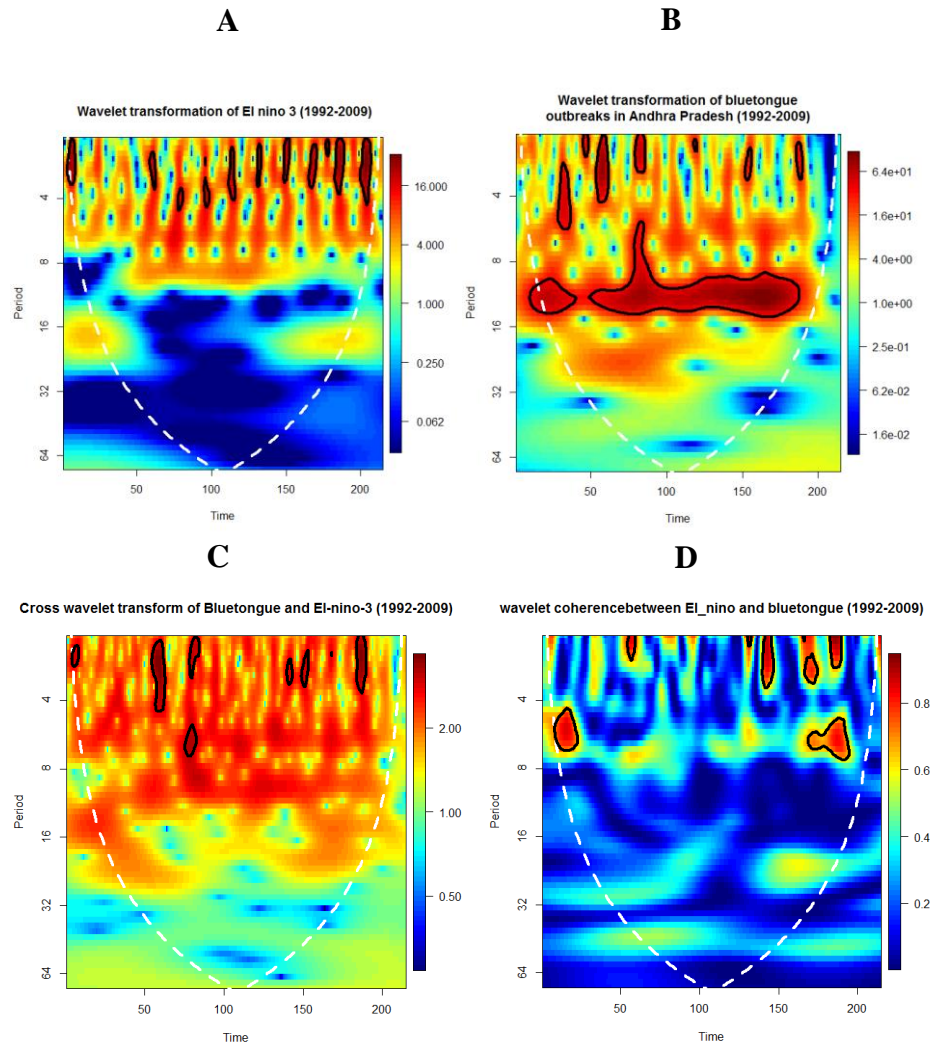 A
B
Wavelet transformation of El nino 3 (1992-2009)
Wavelet transformation of bluetongue
outbreaks in Andhra Pradesh (1992-2009)
4
8
16
32
64
Period
50
100
150
200
Time
16.000
4.000
1.000
0.250
0.062
4
8
16
32
64
Period
50
100
150
200
Time
6.4e+01
1.6e+01
4.0e+00
1.0e+00
2.5e-01
6.2e-02
1.6e-02
C
D
Cross wavelet transform of Bluetongue and El-nino-3 (1992-2009)
wavelet coherencebetween El_nino and bluetongue (1992-2009)
4
8
16
32
64
Period
50
100
150
200
Time
2.00
1.00
0.50
4
8
16
32
64
Period
50
100
150
200
Time
0.8
0.6
0.4
0.2